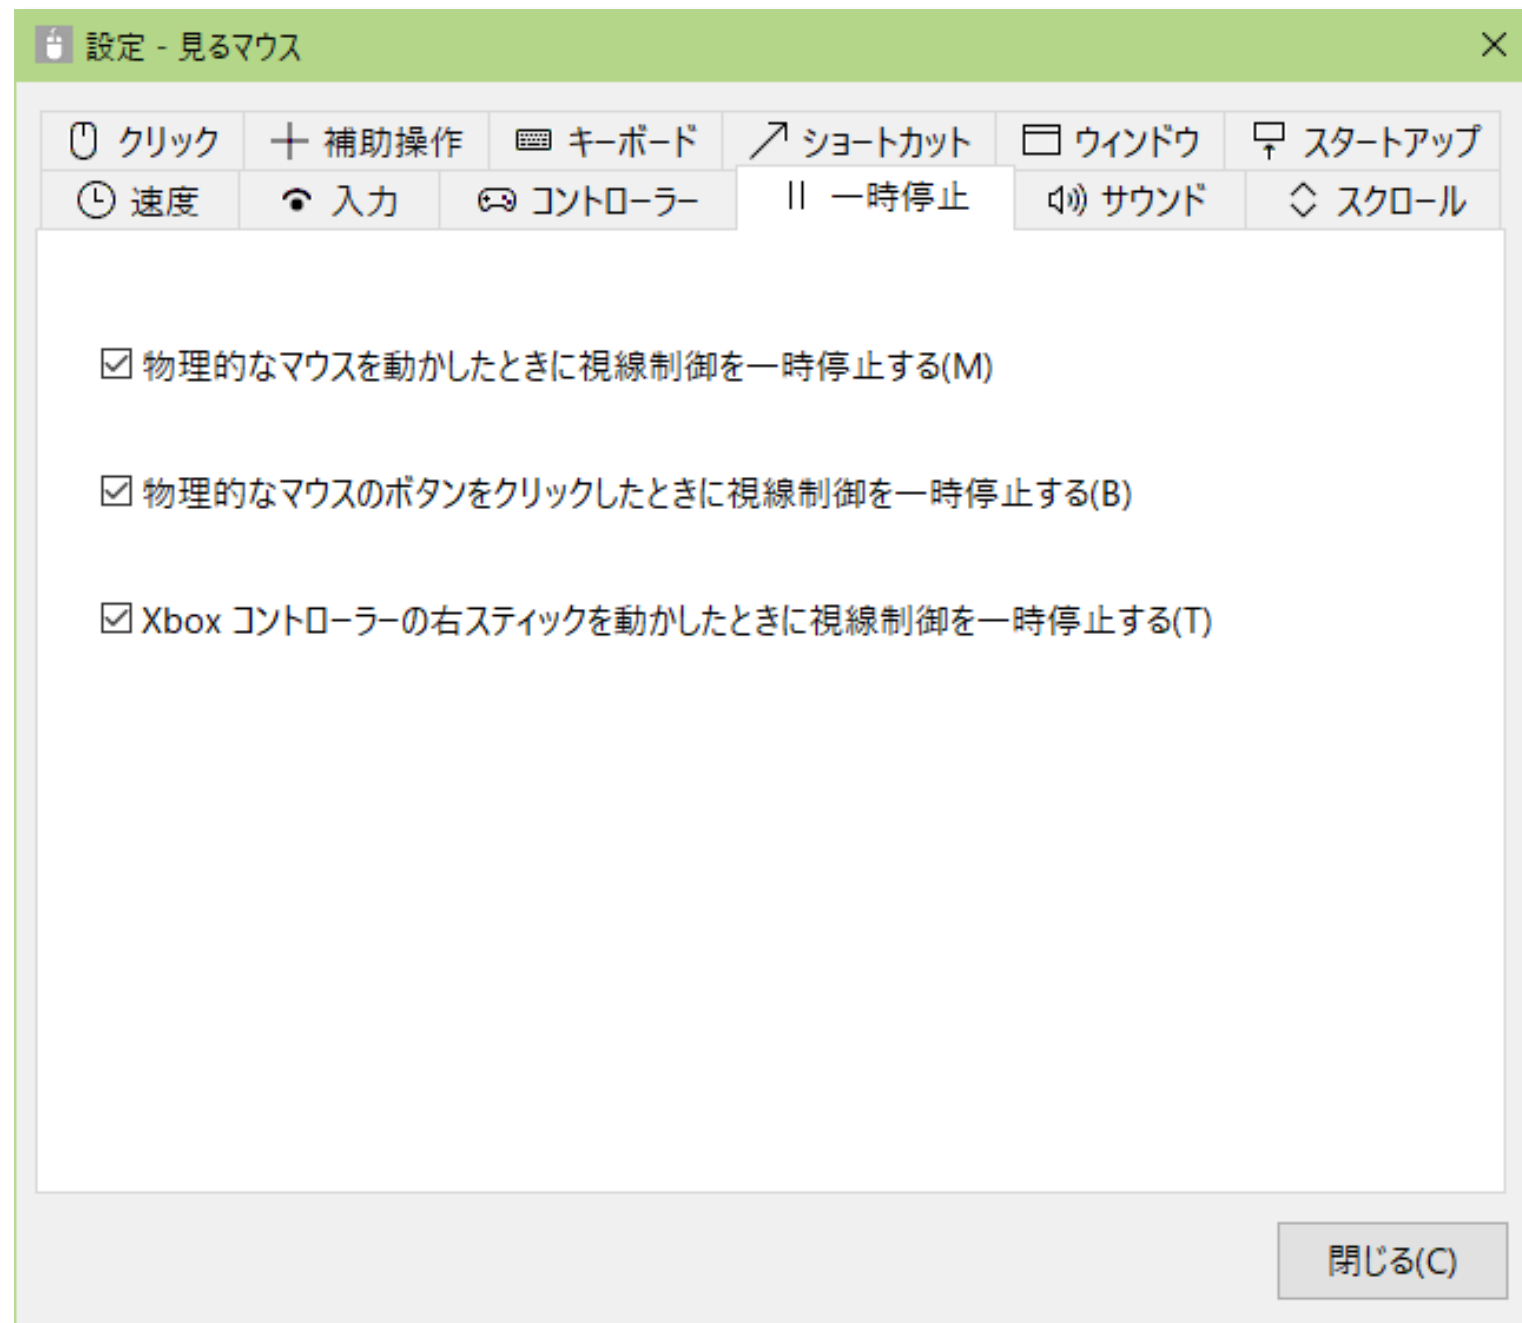 設定 - 見るマウス
クリック 補助操作 キーボード ショートカット ウィンドウ スタートアップ
速度 入力 コントローラー 一時停止 サウンド スクロール
物理的なマウスを動かしたときに視線制御を一時停止する(M)
物理的なマウスのボタンをクリックしたときに視線制御を一時停止する(B)
Xbox コントローラーの右スティックを動かしたときに視線制御を一時停止する(T)
閉じる(C)